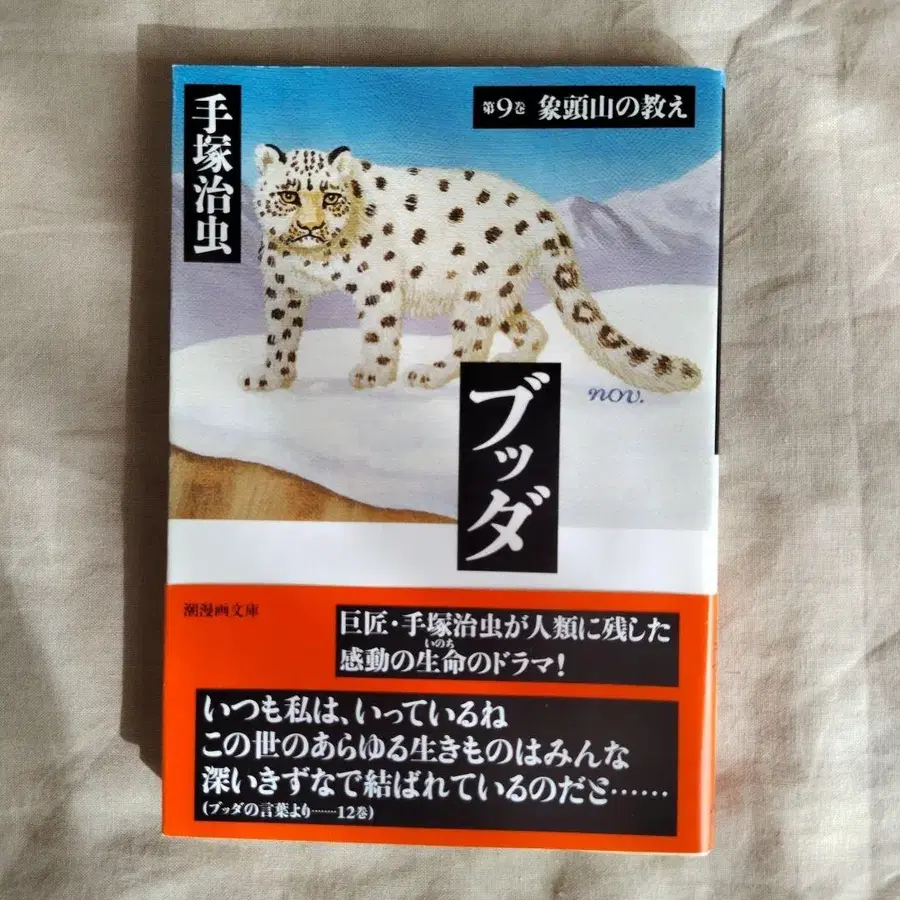 手塚治虫
第9巻 象頭山の教え
nov.
ブッダ
潮漫画文庫
巨匠・手塚治虫が人類に残した
感動の生命のドラマ!
いのち
いつも私は、いっているね
この世のあらゆる生きものはみんな
深いきずなで結ばれているのだと……
(ブッダの言葉より……12巻)